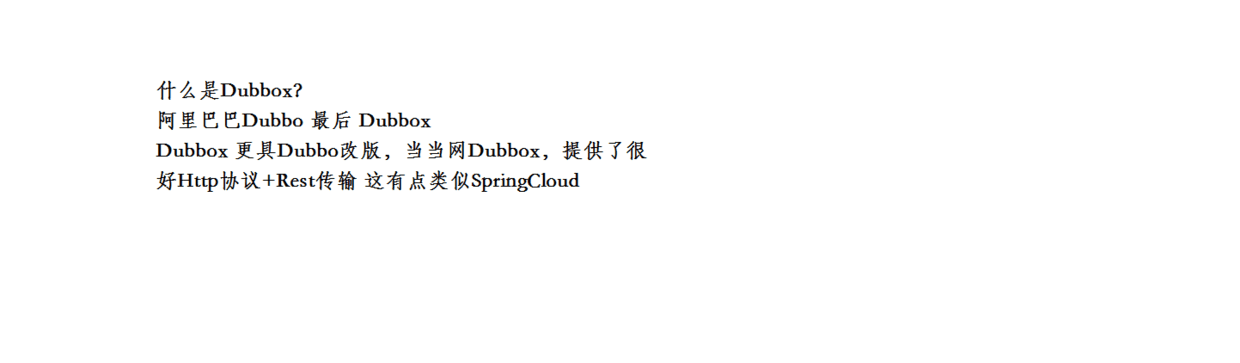 什么是Dubbox?
阿里巴巴Dubbo 最后 Dubbox
Dubbox 更具Dubbo改版，当当网Dubbox，提供了很
好Http协议+Rest传输 这有点类似SpringCloud